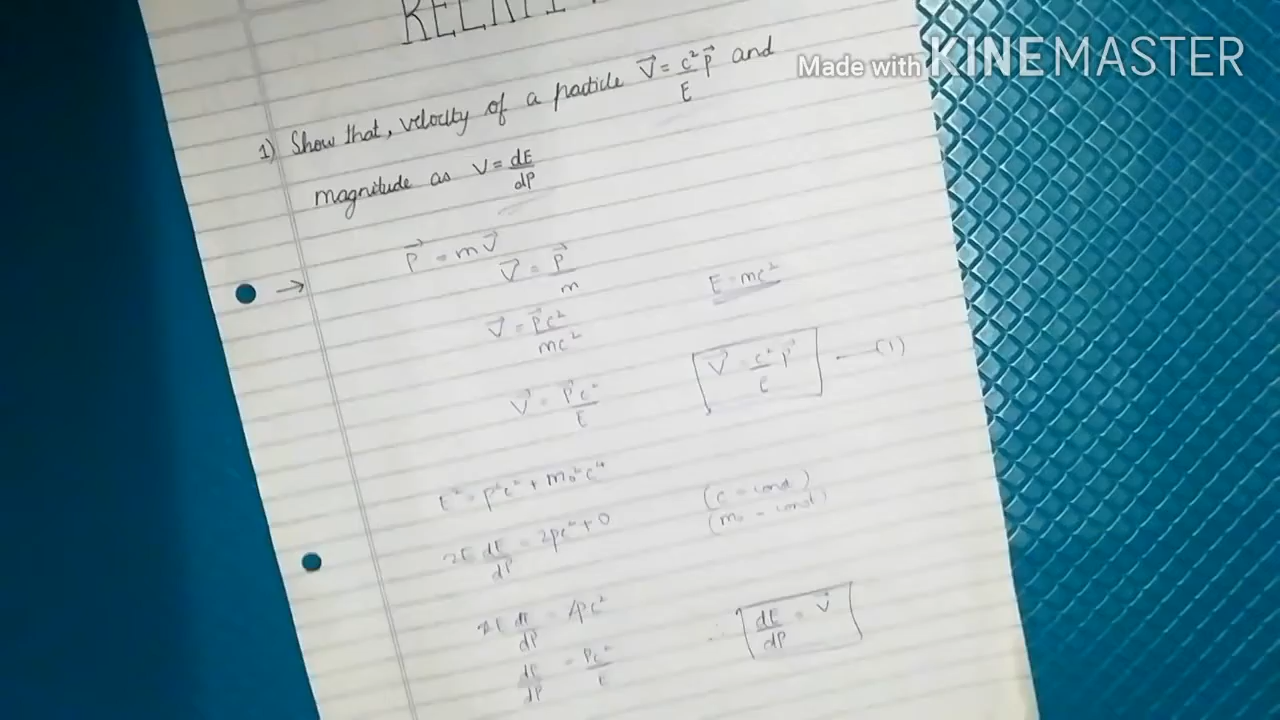 Made with KINEMASTER
1) Show that, velocity of a particle V⃗ = c²p⃗/E and
magnitude as V = dE/dP
→ P⃗ = mV⃗
V⃗ = P⃗/m
E = mc²
V⃗ = P⃗c²/mc²
V⃗ = P⃗c²/E
V⃗ = c²P⃗/E —(1)
E² = p²c² + m₀²c⁴
(c = const)
(m₀ = const)
2E dE/dP = 2pc² + 0
2E dE/dP = 2pc²
dE/dP = Pc²/E
∴ dE/dP = V⃗